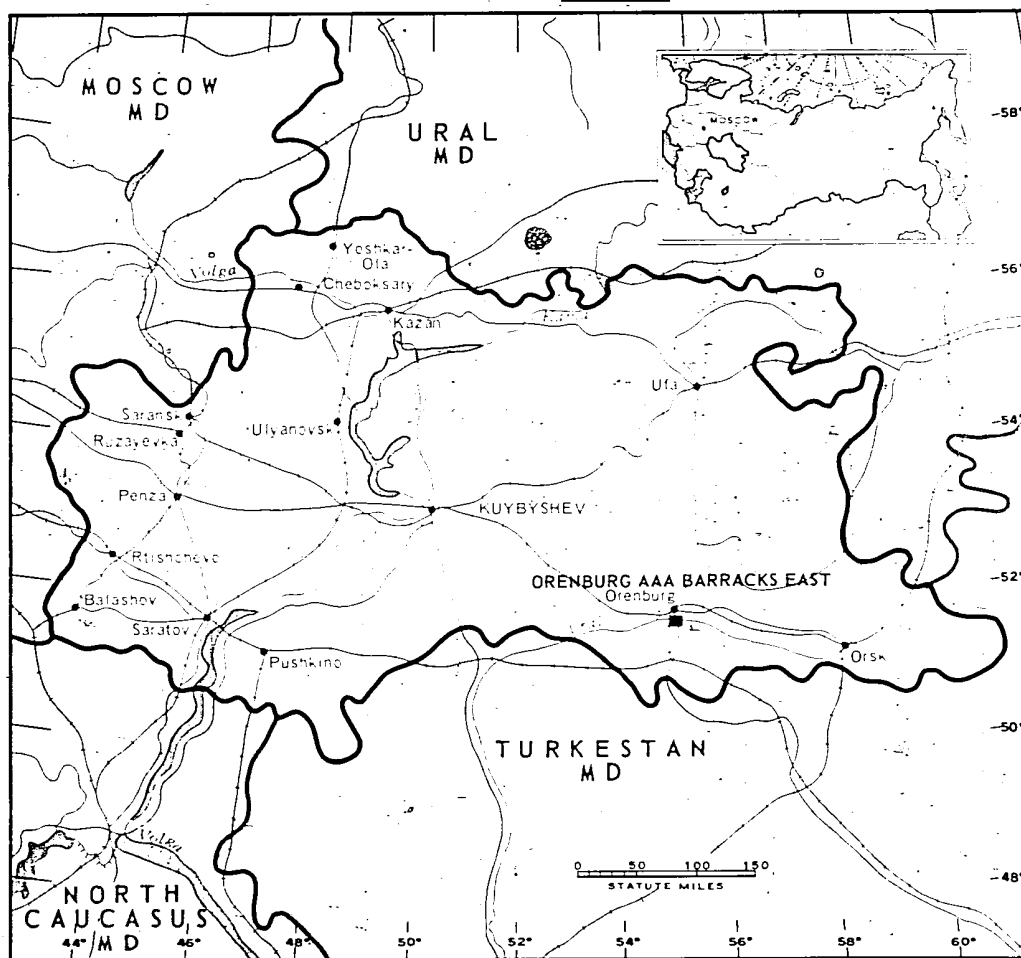 MOSCOW
MD
URAL
MD
MOSCOW
58°
Yoshkar-
Ola
Volga
Cheboksary
56°
Kazan
Ufa
Saransk
Ruzayevka
Ulyanovsk
54°
Penza
KUYBYSHEV
Rtishchevo
52°
ORENBURG AAA BARRACKS EAST
Orenburg
Balashov
Saratov
Pushkino
Orsk
50°
TURKESTAN
MD
Volga
0 50 100 150
STATUTE MILES
48°
NORTH
CAUCASUS
MD
44° 46° 48° 50° 52° 54° 56° 58° 60°